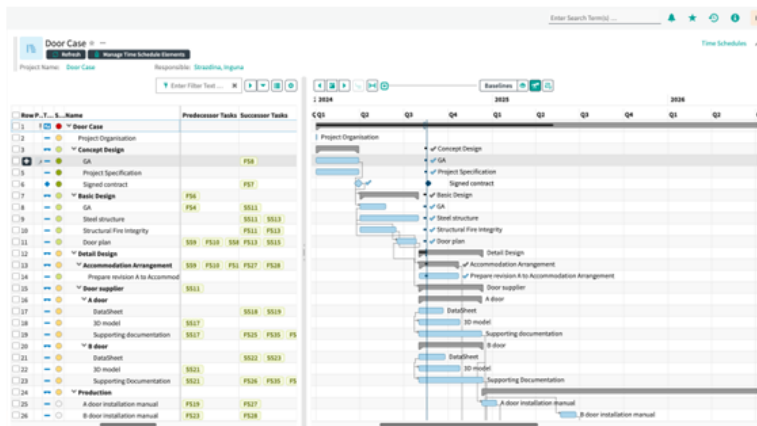 Enter Search Term(s) ...
Door Case
Refresh Manage Time Schedule Elements
Time Schedules
Project Name: Door Case Responsible: Strazdina, Inguna
Enter Filter Text ... Baselines
2024 2025 2026
Q1 Q2 Q3 Q4 Q1 Q2 Q3 Q4 Q1 Q2
Row P.. T... S... Name Predecessor Tasks Successor Tasks
1 Door Case
2 Project Organisation Project Organisation
3 Concept Design Concept Design
GA FS8 GA
5 Project Specification Project Specification
6 Signed contract FS7 Signed contract
7 Basic Design FS6 Basic Design
8 GA FS4 SS11 GA
9 Steel structure SS11 SS13 Steel structure
10 Structural Fire Integrity FS11 FS13 Structural Fire Integrity
11 Door plan SS9 FS10 SS8 FS13 SS15 Door plan
12 Detail Design Detail Design
13 Accommodation Arrangement SS9 FS10 FS1 FS27 FS28 Accommodation Arrangement
14 Prepare revision A to Accommod Prepare revision A to Accommodation Arrangement
15 Door supplier SS11 Door supplier
16 A door A door
17 DataSheet SS18 SS19 DataSheet
18 3D model SS17 3D model
19 Supporting documentation SS17 FS25 FS35 FS Supporting documentation
20 B door B door
21 DataSheet SS22 SS23 DataSheet
22 3D model SS21 3D model
23 Supporting Documentation SS21 FS26 FS35 FS Supporting Documentation
24 Production
25 A door installation manual FS19 FS27 A door installation manual
26 B door installation manual FS23 FS28 B door installation manual